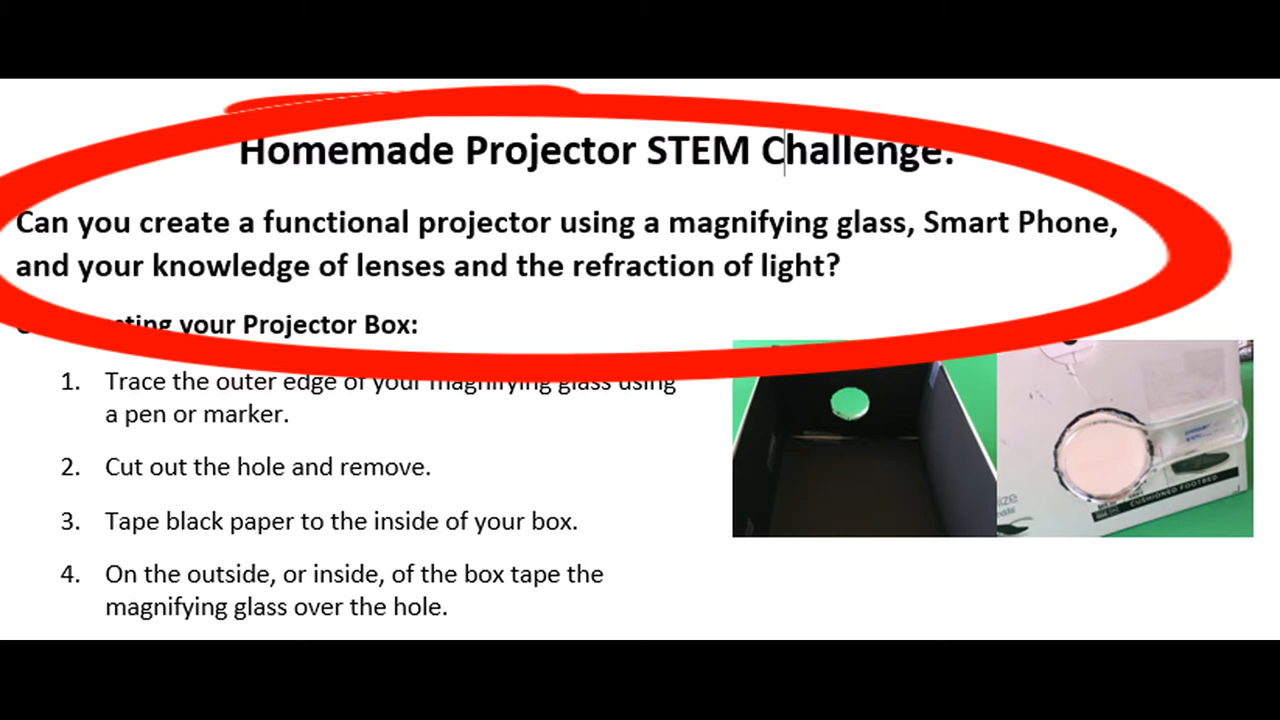 Homemade Projector STEM Challenge:
Can you create a functional projector using a magnifying glass, Smart Phone,
and your knowledge of lenses and the refraction of light?
your Projector Box:
1. Trace the outer edge of your magnifying glass using
a pen or marker.
2. Cut out the hole and remove.
3. Tape black paper to the inside of your box.
4. On the outside, or inside, of the box tape the
magnifying glass over the hole.
CUSHIONED FOOTBED